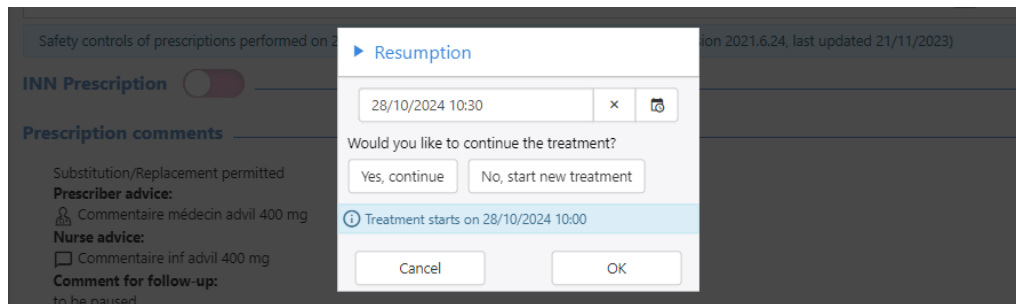 Safety controls of prescriptions performed on 2
ion 2021.6.24, last updated 21/11/2023)
Resumption
INN Prescription
28/10/2024 10:30
Prescription comments
Would you like to continue the treatment?
Yes, continue No, start new treatment
Substitution/Replacement permitted
Prescriber advice:
Commentaire médecin advil 400 mg
Treatment starts on 28/10/2024 10:00
Nurse advice:
Commentaire inf advil 400 mg
Cancel OK
Comment for follow-up:
to be paused